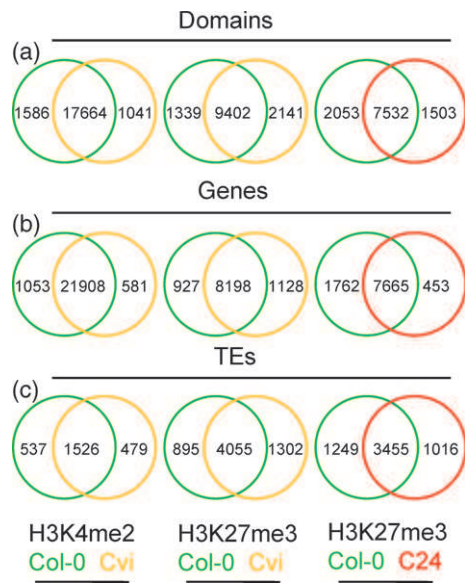 Domains
(a)
1586 17664 1041 1339 9402 2141 2053 7532 1503
Genes
(b)
1053 21908 581 927 8198 1128 1762 7665 453
TEs
(c)
537 1526 479 895 4055 1302 1249 3455 1016
H3K4me2 H3K27me3 H3K27me3
Col-0 Cvi Col-0 Cvi Col-0 C24